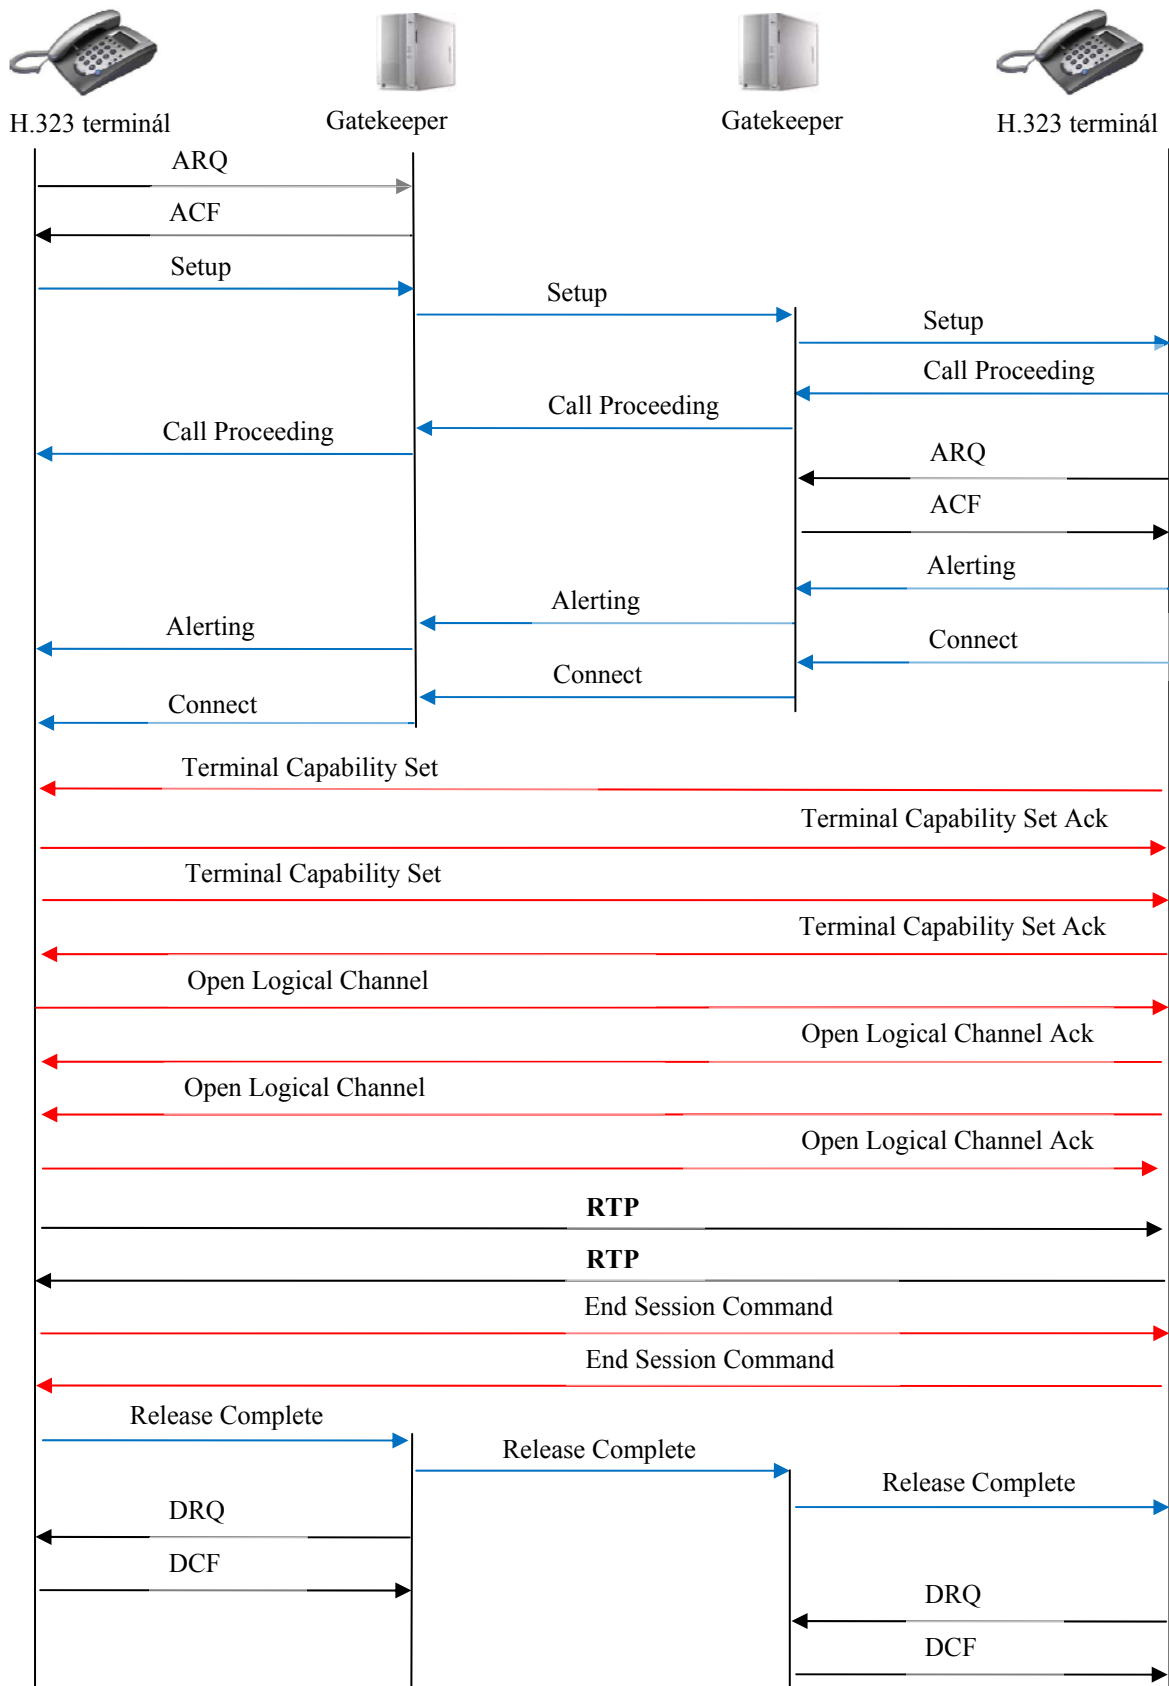 H.323 terminál
Gatekeeper
Gatekeeper
H.323 terminál
ARQ
ACF
Setup
Setup
Setup
Call Proceeding
Call Proceeding
Call Proceeding
ARQ
ACF
Alerting
Alerting
Alerting
Connect
Connect
Connect
Terminal Capability Set
Terminal Capability Set Ack
Terminal Capability Set
Terminal Capability Set Ack
Open Logical Channel
Open Logical Channel Ack
Open Logical Channel
Open Logical Channel Ack
RTP
RTP
End Session Command
End Session Command
Release Complete
Release Complete
Release Complete
DRQ
DCF
DRQ
DCF